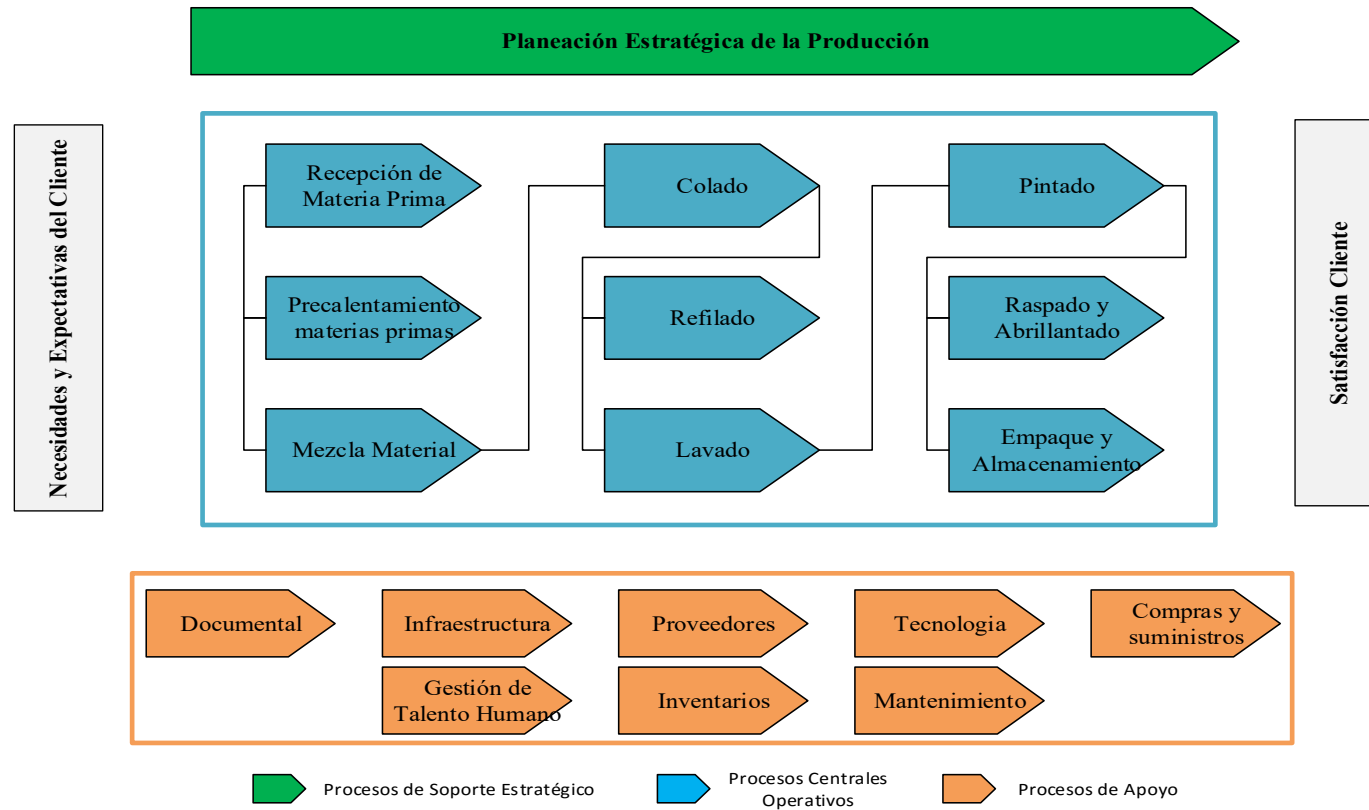 Planeación Estratégica de la Producción
Necesidades y Expectativas del Cliente
Recepción de
Materia Prima
Precalentamiento
materias primas
Mezcla Material
Colado
Refilado
Lavado
Pintado
Raspado y
Abrillantado
Empaque y
Almacenamiento
Satisfacción Cliente
Documental
Infraestructura
Proveedores
Tecnologia
Compras y
suministros
Gestión de
Talento Humano
Inventarios
Mantenimiento
Procesos de Soporte Estratégico
Procesos Centrales
Operativos
Procesos de Apoyo